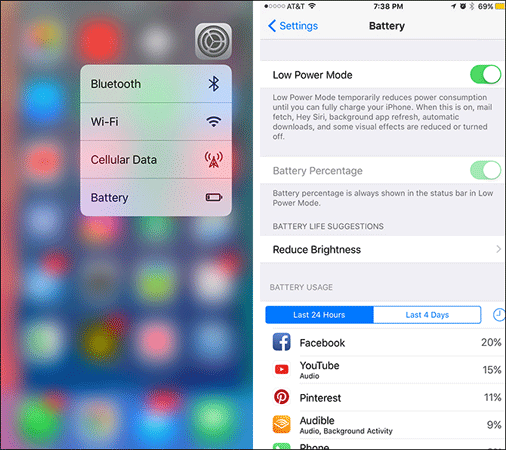 Bluetooth
Wi-Fi
Cellular Data
Battery
AT&T
7:38 PM
69%
Settings
Battery
Low Power Mode
Low Power Mode temporarily reduces power consumption
until you can fully charge your iPhone. When this is on, mail
fetch, Hey Siri, background app refresh, automatic
downloads, and some visual effects are reduced or turned
off.
Battery Percentage
Battery percentage is always shown in the status bar in Low
Power Mode.
BATTERY LIFE SUGGESTIONS
Reduce Brightness
BATTERY USAGE
Last 24 Hours
Last 4 Days
Facebook 20%
YouTube 15%
Audio
Pinterest 11%
Audible 9%
Audio, Background Activity
Phone